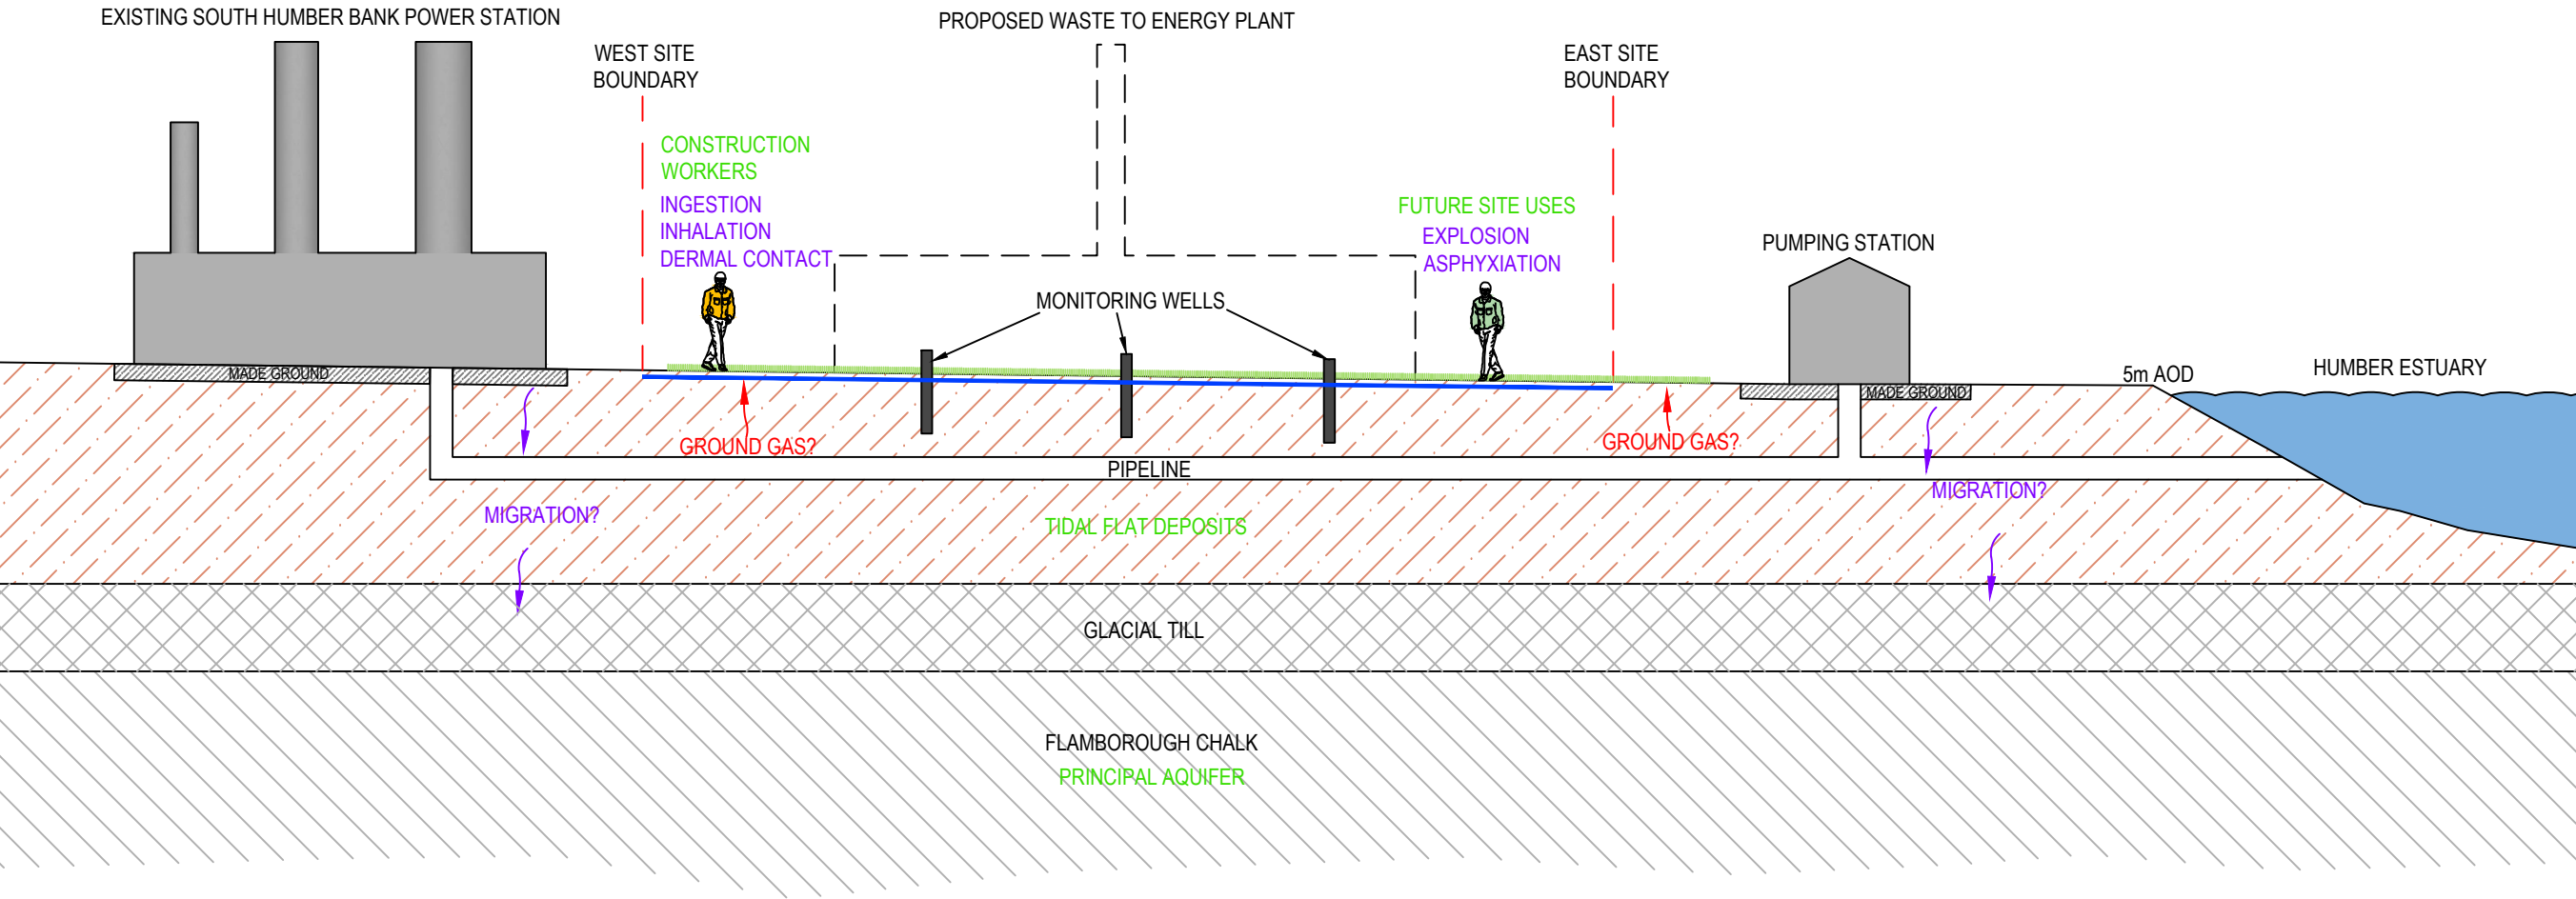 EXISTING SOUTH HUMBER BANK POWER STATION
PROPOSED WASTE TO ENERGY PLANT
WEST SITE
BOUNDARY
EAST SITE
BOUNDARY
CONSTRUCTION
WORKERS
INGESTION
INHALATION
DERMAL CONTACT
FUTURE SITE USES
EXPLOSION
ASPHYXIATION
PUMPING STATION
MONITORING WELLS
MADE GROUND
5m AOD
HUMBER ESTUARY
MADE GROUND
GROUND GAS?
GROUND GAS?
PIPELINE
MIGRATION?
MIGRATION?
TIDAL FLAT DEPOSITS
GLACIAL TILL
FLAMBOROUGH CHALK
PRINCIPAL AQUIFER